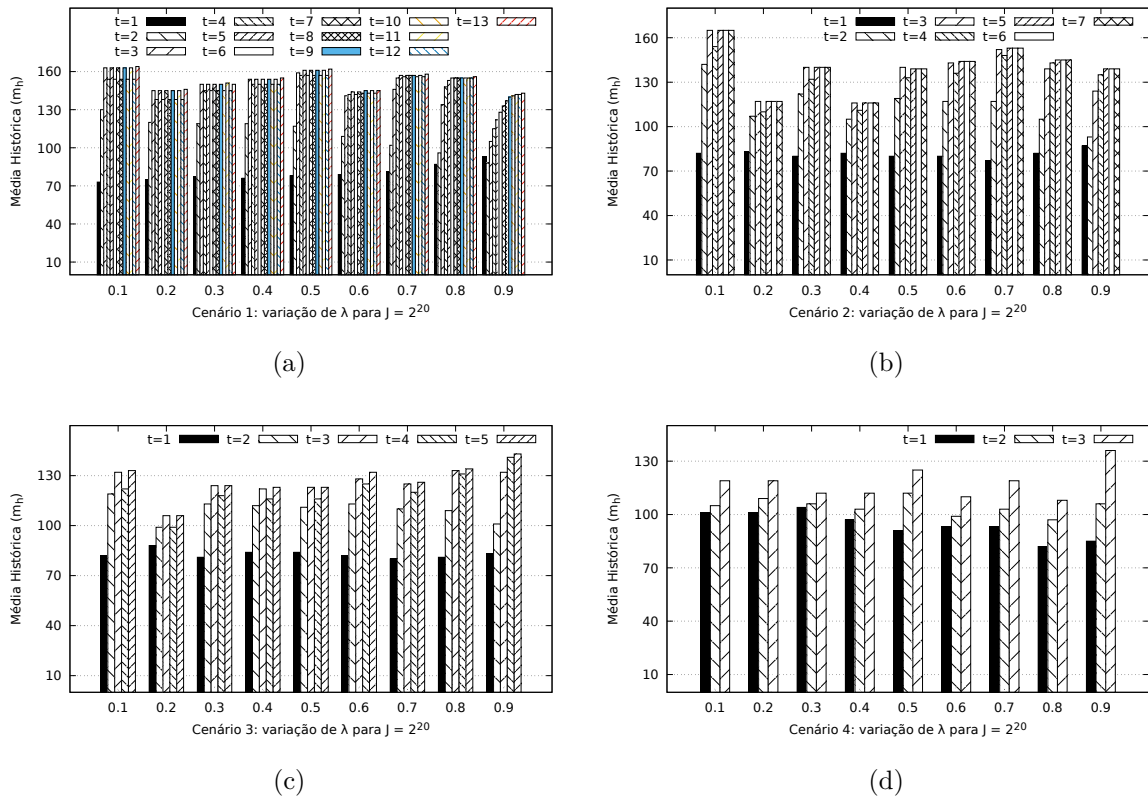 t=1 t=4 t=7 t=10 t=13
t=2 t=5 t=8 t=11
t=3 t=6 t=9 t=12
160
130
100
70
40
10
Média Histórica (mh)
0.1 0.2 0.3 0.4 0.5 0.6 0.7 0.8 0.9
Cenário 1: variação de λ para J = 2^20
(a)
t=1 t=3 t=5 t=7
t=2 t=4 t=6
160
130
100
70
40
10
Média Histórica (mh)
0.1 0.2 0.3 0.4 0.5 0.6 0.7 0.8 0.9
Cenário 2: variação de λ para J = 2^20
(b)
t=1 t=2 t=3 t=4 t=5
130
100
70
40
10
Média Histórica (mh)
0.1 0.2 0.3 0.4 0.5 0.6 0.7 0.8 0.9
Cenário 3: variação de λ para J = 2^20
(c)
t=1 t=2 t=3
130
100
70
40
10
Média Histórica (mh)
0.1 0.2 0.3 0.4 0.5 0.6 0.7 0.8 0.9
Cenário 4: variação de λ para J = 2^20
(d)